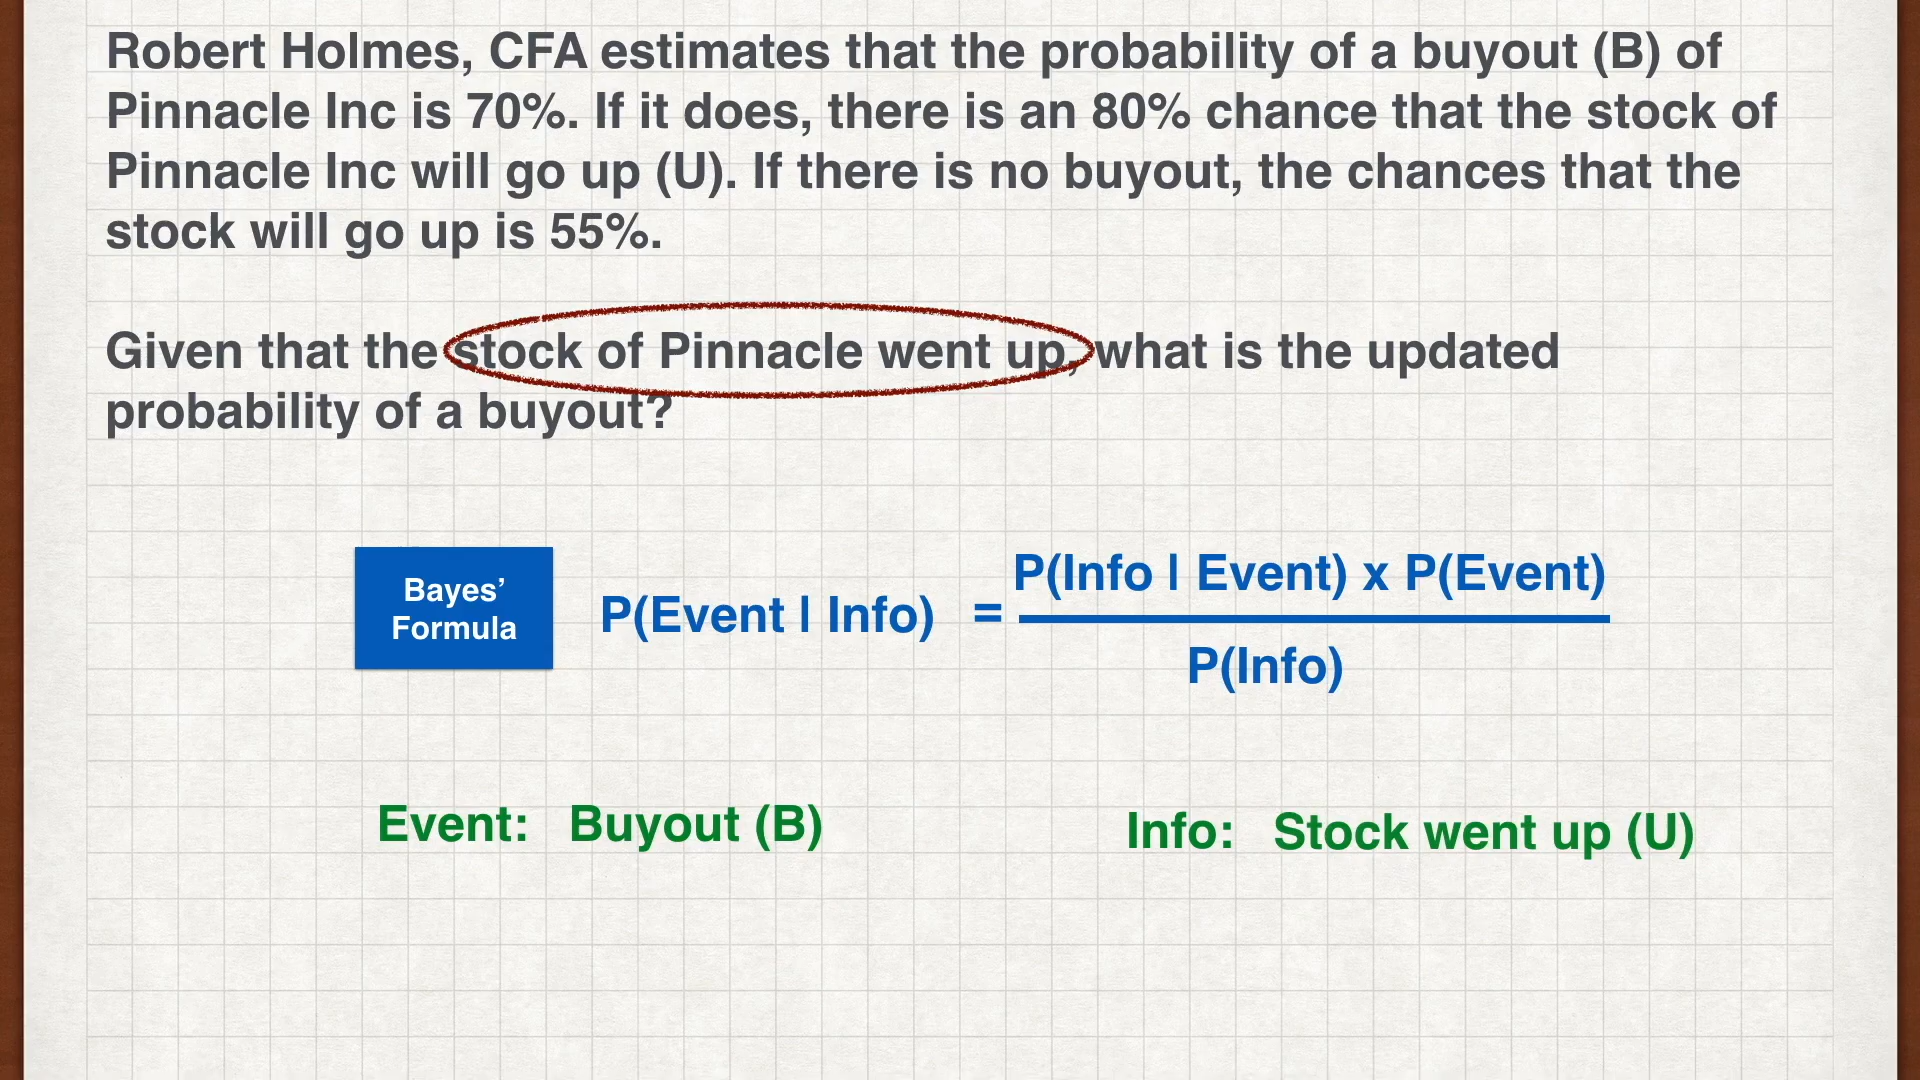 Robert Holmes, CFA estimates that the probability of a buyout (B) of
Pinnacle Inc is 70%. If it does, there is an 80% chance that the stock of
Pinnacle Inc will go up (U). If there is no buyout, the chances that the
stock will go up is 55%.
Given that the stock of Pinnacle went up, what is the updated
probability of a buyout?
Bayes’
Formula
P(Event | Info) = P(Info | Event) x P(Event)
P(Info)
Event: Buyout (B)
Info: Stock went up (U)